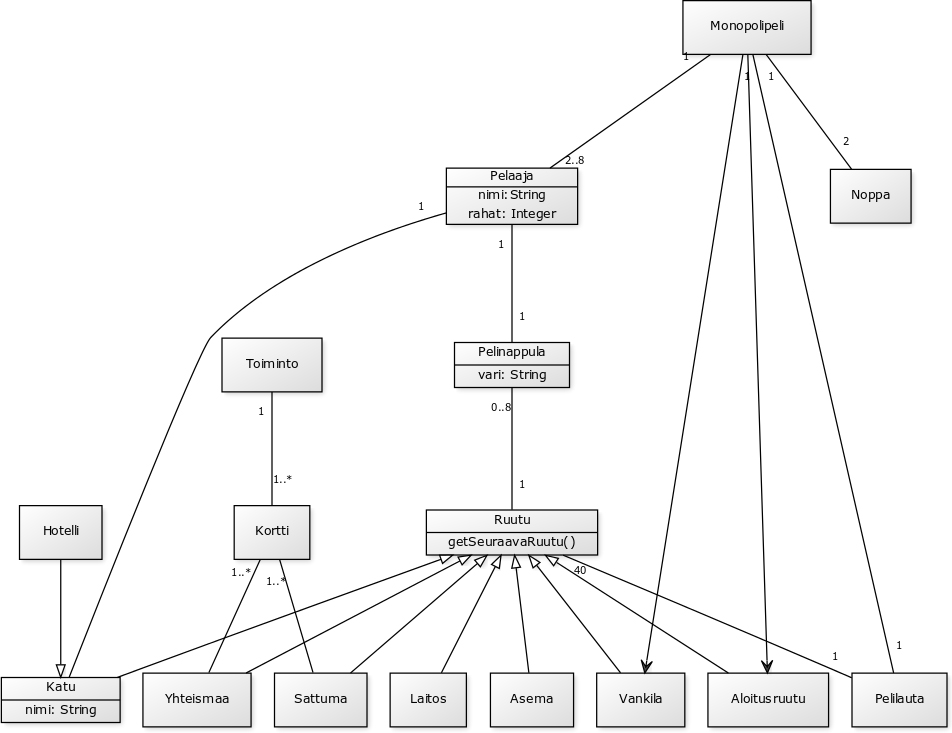 Monopolipeli
1
1
1
2
2..8
Pelaaja
nimi:String
rahat: Integer
Noppa
1
1
1
Toiminto
Pelinappula
vari: String
1
0..8
1..*
1
Hotelli
Kortti
Ruutu
getSeuraavaRuutu()
1..*
1..*
40
1
1
Katu
nimi: String
Yhteismaa
Sattuma
Laitos
Asema
Vankila
Aloitusruutu
Pelilauta